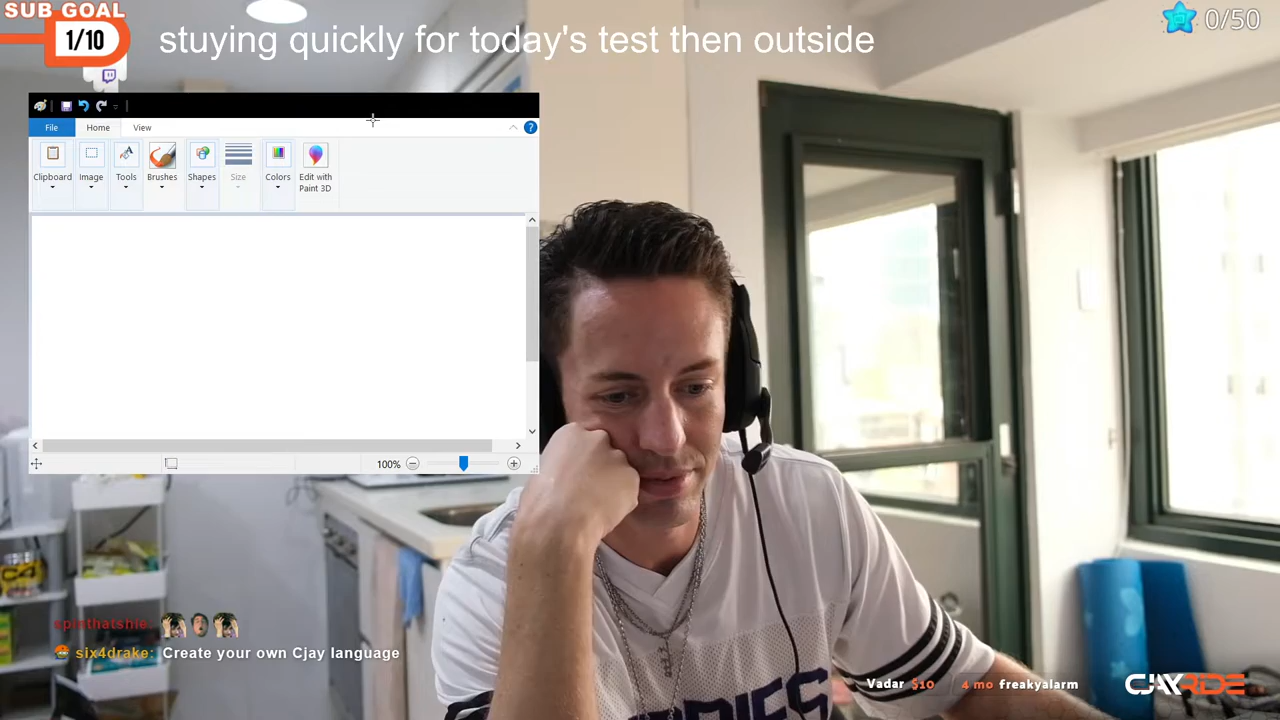 SUB GOAL
1/10
stuying quickly for today's test then outside
0/50
File
Home
View
Clipboard
Image
Tools
Brushes
Shapes
Size
Colors
Edit with
Paint 3D
100%
spinthatshie:
six4drake: Create your own Cjay language
Vadar $10
4 mo freakyalarm
CJAYRIDE